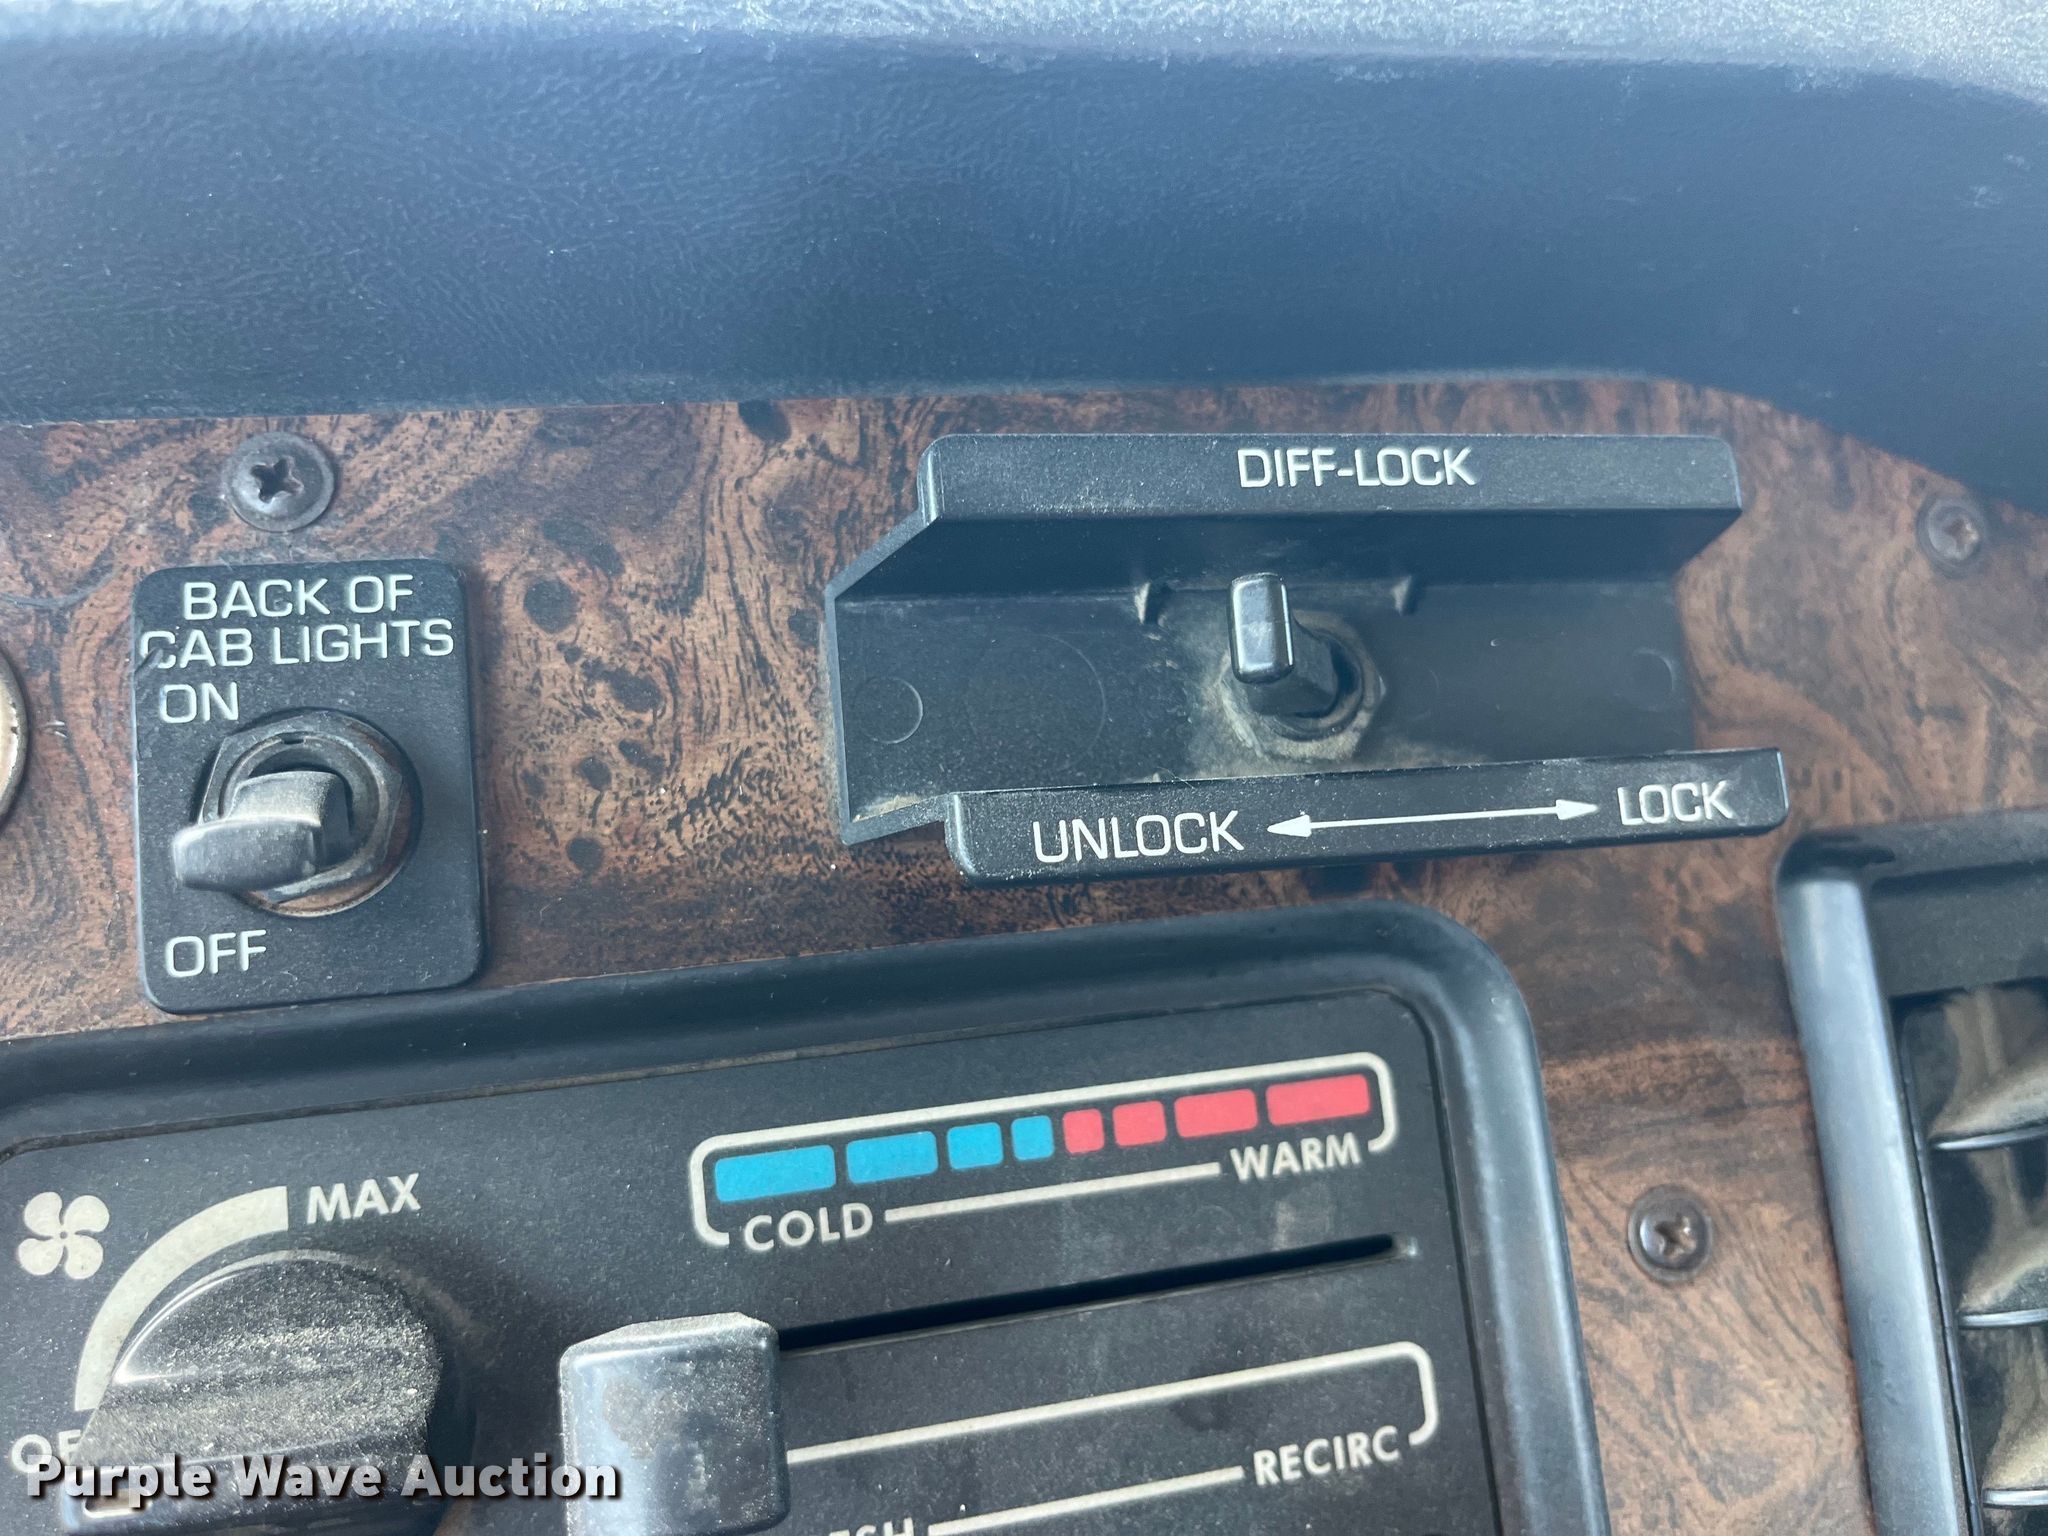 DIFF-LOCK
BACK OF
CAB LIGHTS
ON
UNLOCK LOCK
OFF
WARM
MAX
COLD
RECIRC
Purple Wave Auction